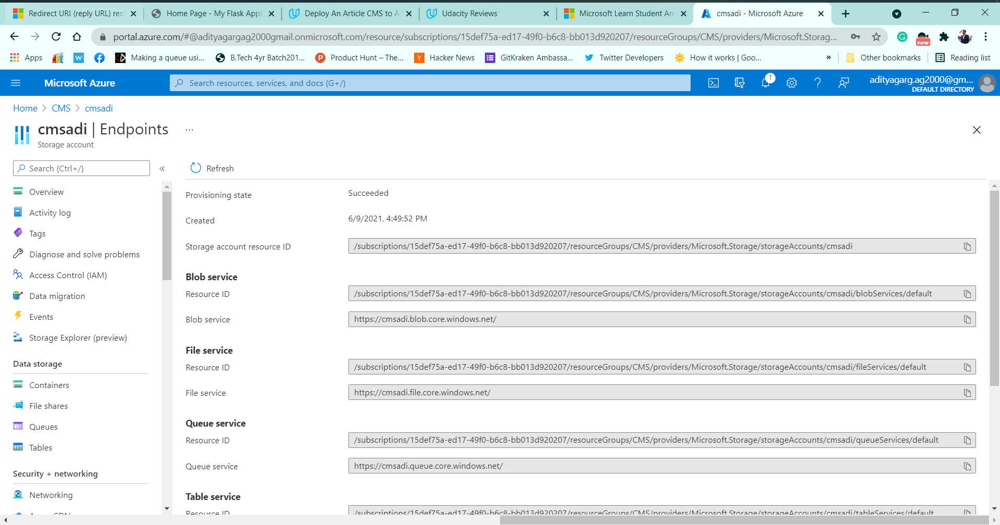 Redirect URI (reply URL) rest
Home Page - My Flask Appl
Deploy An Article CMS to A
Udacity Reviews
Microsoft Learn Student Am
cmsadi - Microsoft Azure
portal.azure.com/#@adityagargag2000gmail.onmicrosoft.com/resource/subscriptions/15def75a-ed17-49f0-b6c8-bb013d920207/resourceGroups/CMS/providers/Microsoft.Storag...
new
Apps
Making a queue usi...
B.Tech 4yr Batch201...
Product Hunt – The...
Hacker News
GitKraken Ambassa...
Twitter Developers
How it works | Goo...
»
Other bookmarks
Reading list
Microsoft Azure
Search resources, services, and docs (G+/)
1
adityagarg.ag2000@gm...
DEFAULT DIRECTORY
Home > CMS > cmsadi
cmsadi | Endpoints ...
Storage account
Search (Ctrl+/)
«
Refresh
Overview
Activity log
Tags
Diagnose and solve problems
Access Control (IAM)
Data migration
Events
Storage Explorer (preview)
Data storage
Containers
File shares
Queues
Tables
Security + networking
Networking
Provisioning state
Succeeded
Created
6/9/2021, 4:49:52 PM
Storage account resource ID
/subscriptions/15def75a-ed17-49f0-b6c8-bb013d920207/resourceGroups/CMS/providers/Microsoft.Storage/storageAccounts/cmsadi
Blob service
Resource ID
/subscriptions/15def75a-ed17-49f0-b6c8-bb013d920207/resourceGroups/CMS/providers/Microsoft.Storage/storageAccounts/cmsadi/blobServices/default
Blob service
https://cmsadi.blob.core.windows.net/
File service
Resource ID
/subscriptions/15def75a-ed17-49f0-b6c8-bb013d920207/resourceGroups/CMS/providers/Microsoft.Storage/storageAccounts/cmsadi/fileServices/default
File service
https://cmsadi.file.core.windows.net/
Queue service
Resource ID
/subscriptions/15def75a-ed17-49f0-b6c8-bb013d920207/resourceGroups/CMS/providers/Microsoft.Storage/storageAccounts/cmsadi/queueServices/default
Queue service
https://cmsadi.queue.core.windows.net/
Table service
Resource ID
/subscriptions/15def75a-ed17-49f0-b6c8-bb013d920207/resourceGroups/CMS/providers/Microsoft.Storage/storageAccounts/cmsadi/tableServices/default